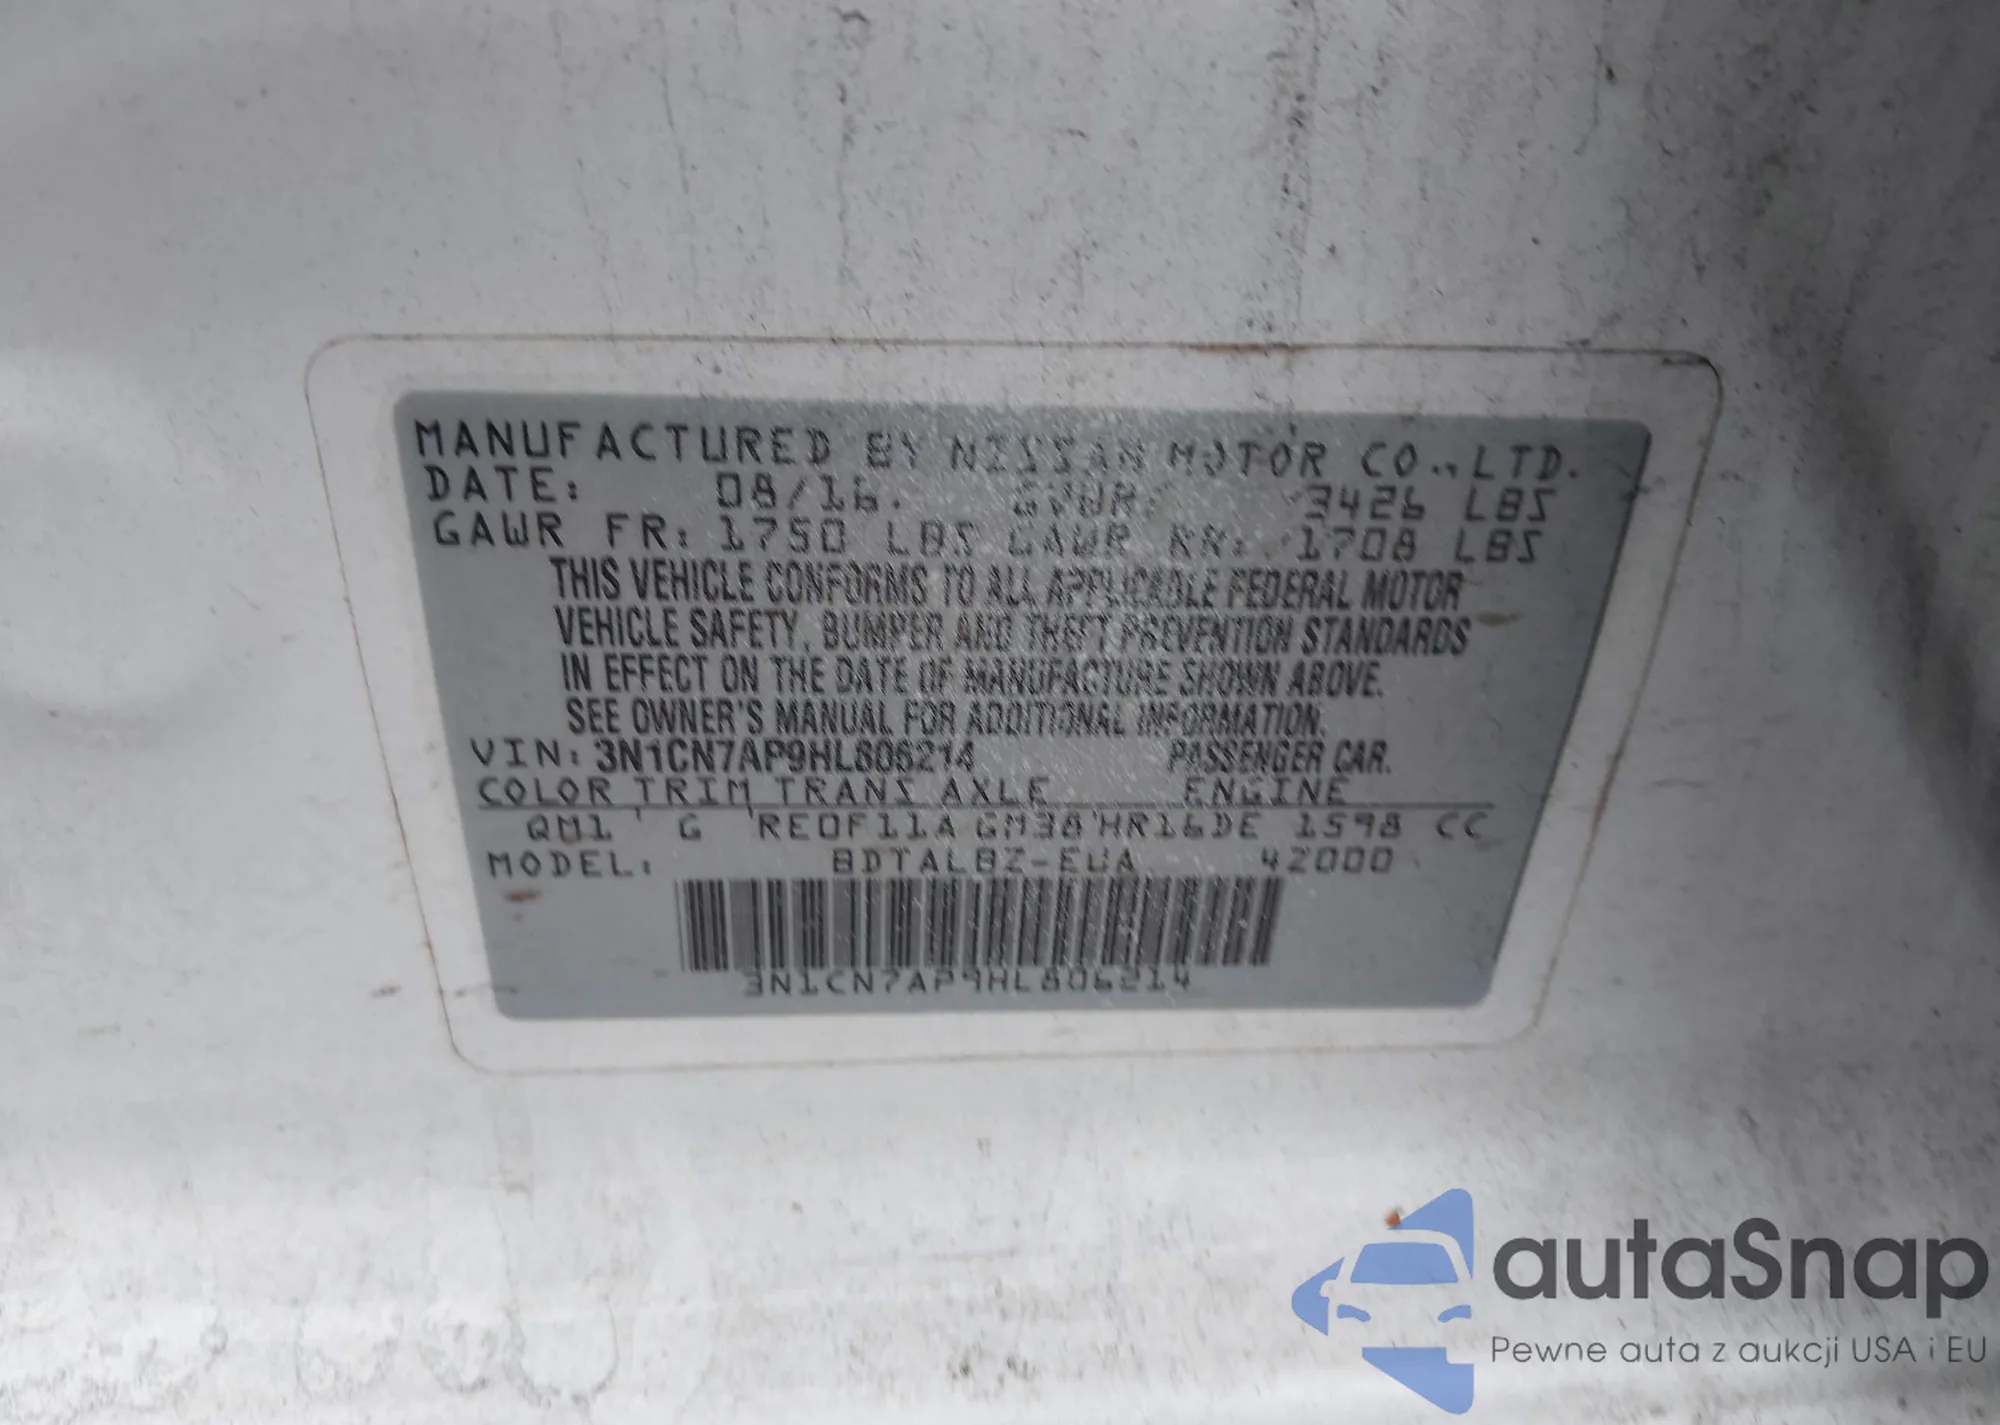 MANUFACTURED BY NISSAN MOTOR CO., LTD.
DATE: 08/16. GVWR: 3426 LBS
GAWR FR: 1750 LBS GAWR RR: 1708 LBS
THIS VEHICLE CONFORMS TO ALL APPLICABLE FEDERAL MOTOR
VEHICLE SAFETY, BUMPER AND THEFT PREVENTION STANDARDS
IN EFFECT ON THE DATE OF MANUFACTURE SHOWN ABOVE.
SEE OWNER'S MANUAL FOR ADDITIONAL INFORMATION.
VIN: 3N1CN7AP9HL806214 PASSENGER CAR.
COLOR TRIM TRANS AXLE ENGINE
QM1 G RE0F11A GM38 HR16DE 1598 CC
MODEL: BDTALBZ-EUA 42000
3N1CN7AP9HL806214
autaSnap
Pewne auta z aukcji USA i EU